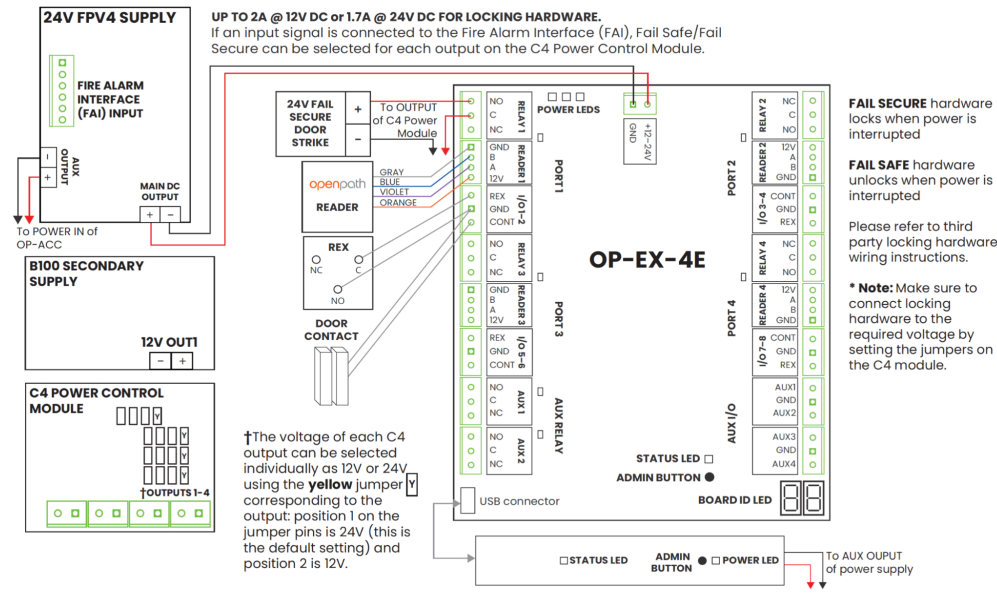 24V FPV4 SUPPLY
UP TO 2A @ 12V DC or 1.7A @ 24V DC FOR LOCKING HARDWARE.
If an input signal is connected to the Fire Alarm Interface (FAI), Fail Safe/Fail
Secure can be selected for each output on the C4 Power Control Module.
FIRE ALARM
INTERFACE
(FAI) INPUT
AUX
OUTPUT
−
+
MAIN DC
OUTPUT
+ −
To POWER IN of
OP-ACC
B100 SECONDARY
SUPPLY
12V OUT1
− +
C4 POWER CONTROL
MODULE
Y
Y
Y
Y
†OUTPUTS 1-4
24V FAIL
SECURE
DOOR
STRIKE
+
−
To OUTPUT
of C4 Power
Module
openpath
READER
GRAY
BLUE
VIOLET
ORANGE
REX
NC
C
NO
DOOR
CONTACT
†The voltage of each C4
output can be selected
individually as 12V or 24V
using the yellow jumper Y
corresponding to the
output: position 1 on the
jumper pins is 24V (this is
the default setting) and
position 2 is 12V.
NO
C
NC
RELAY 1
GND
B
A
12V
READER 1
REX
GND
CONT
I/O 1-2
PORT 1
NO
C
NC
RELAY 3
GND
B
A
12V
READER 3
REX
GND
CONT
I/O 5-6
PORT 3
NO
C
NC
AUX 1
NO
C
NC
AUX 2
AUX RELAY
POWER LEDS
GND
+12-24V
OP-EX-4E
RELAY 2
NC
C
NO
READER 2
12V
A
B
GND
I/O 3-4
CONT
GND
REX
PORT 2
RELAY 4
NC
C
NO
READER 4
12V
A
B
GND
I/O 7-8
CONT
GND
REX
PORT 4
AUX1
GND
AUX2
AUX3
GND
AUX4
AUX I/O
STATUS LED
ADMIN BUTTON
BOARD ID LED
88
USB connector
STATUS LED
ADMIN
BUTTON
POWER LED
To AUX OUPUT
of power supply
FAIL SECURE hardware
locks when power is
interrupted
FAIL SAFE hardware
unlocks when power is
interrupted
Please refer to third
party locking hardware
wiring instructions.
* Note: Make sure to
connect locking
hardware to the
required voltage by
setting the jumpers on
the C4 module.